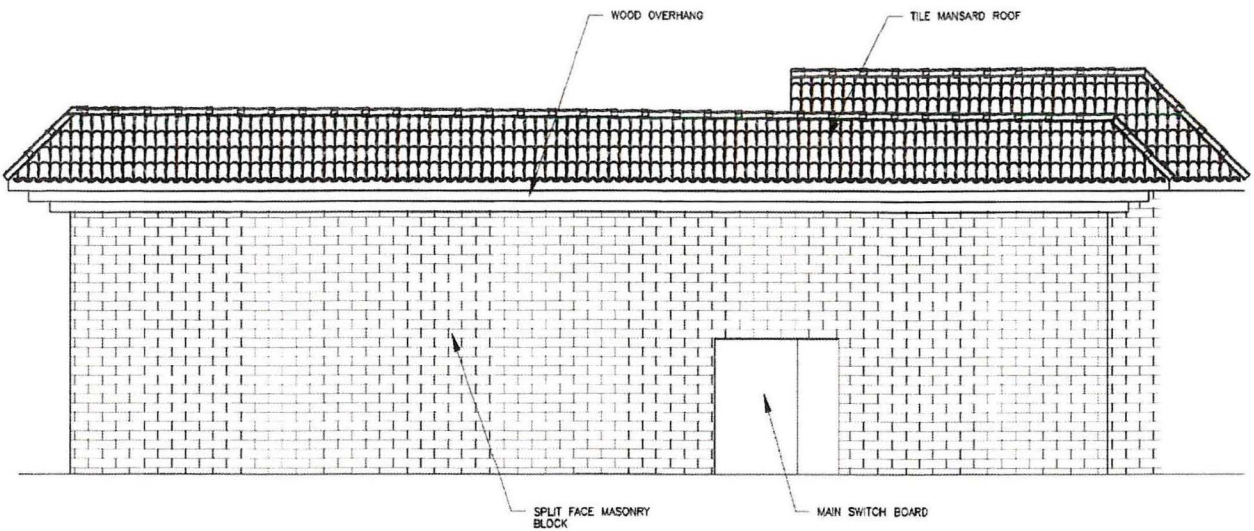 WOOD OVERHANG
TILE MANSARD ROOF
SPLIT FACE MASONRY
BLOCK
MAIN SWITCH BOARD